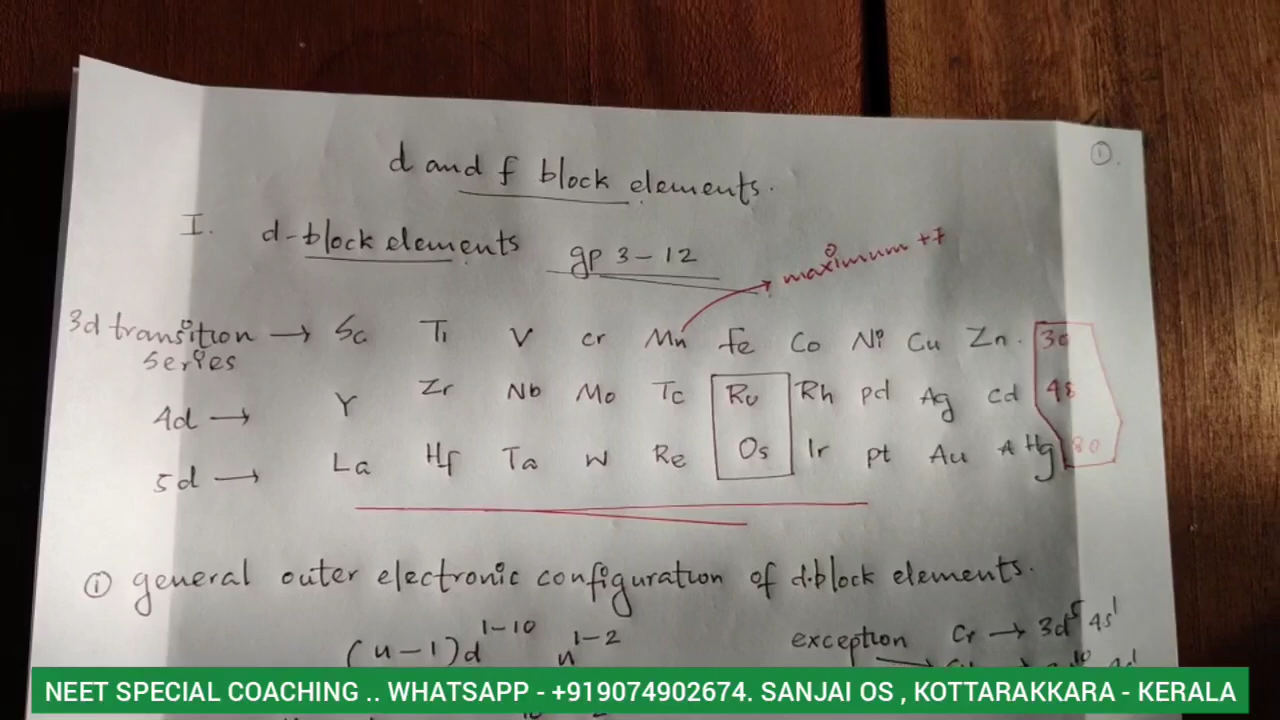 ①.
d and f block elements.
I. d-block elements gp 3-12
maximum +7
3d transition series → Sc Ti V Cr Mn Fe Co Ni Cu Zn. 30
4d → Y Zr Nb Mo Tc Ru Rh pd Ag Cd 48
5d → La Hf Ta W Re Os Ir pt Au A Hg 80
① general outer electronic configuration of d-block elements.
(n-1)d¹⁻¹⁰ n¹⁻² exception Cr → 3d⁵ 4s¹
NEET SPECIAL COACHING .. WHATSAPP - +919074902674. SANJAI OS , KOTTARAKKARA - KERALA